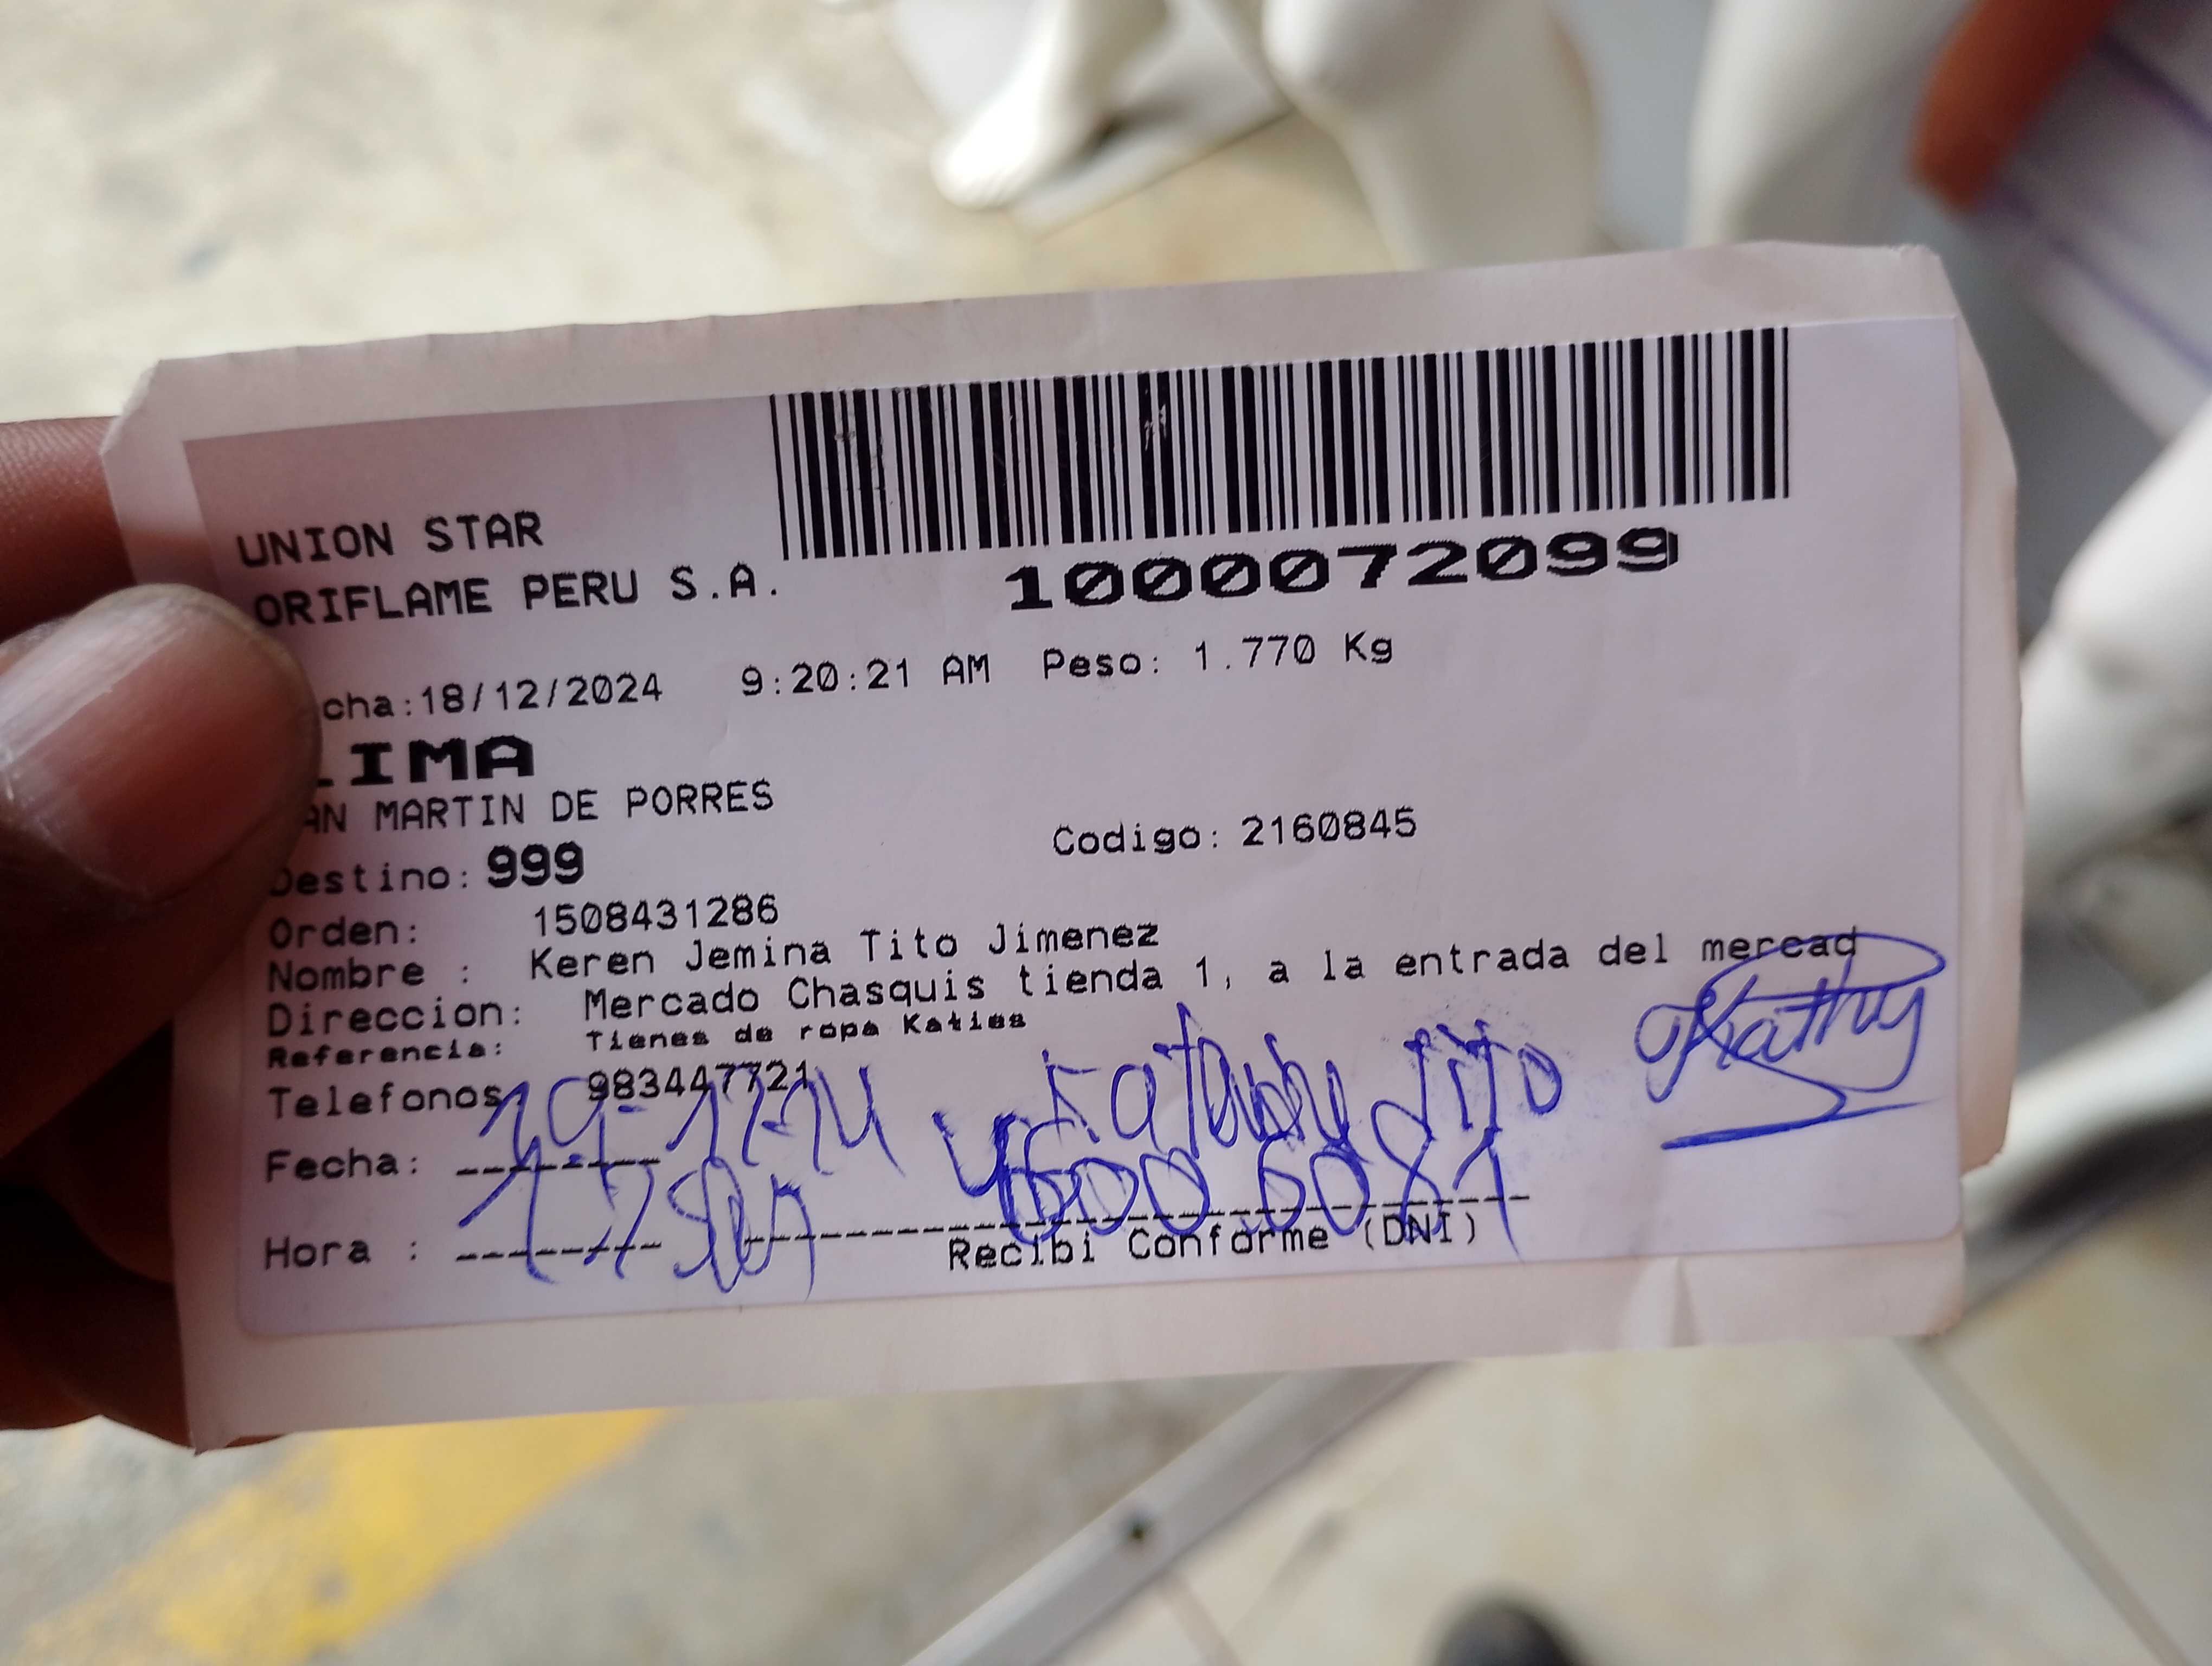 UNION STAR
ORIFLAME PERU S.A.
1000072099
cha:18/12/2024 9:20:21 AM Peso: 1.770 Kg
LIMA
AN MARTIN DE PORRES
Codigo: 2160845
Destino: 999
Orden: 1508431286
Nombre : Keren Jemina Tito Jimenez
Direccion: Mercado Chasquis tienda 1, a la entrada del mercad
Referencia: Tienes de ropa Katies
Telefonos: 983447721
Tito Kathy
Fecha:
Hora :
Recibi Conforme (DNI)